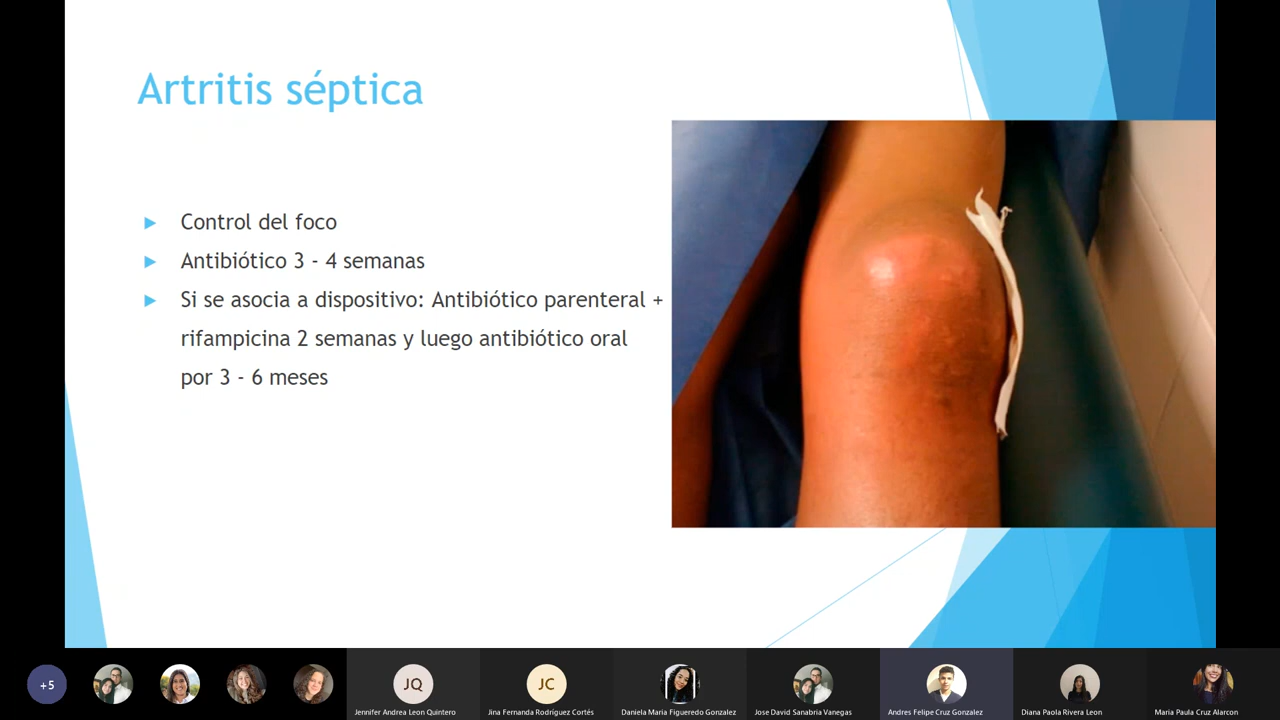 Artritis séptica
Control del foco
Antibiótico 3 - 4 semanas
Si se asocia a dispositivo: Antibiótico parenteral +
rifampicina 2 semanas y luego antibiótico oral
por 3 - 6 meses
+5
JQ
JC
Jennifer Andrea Leon Quintero
Jina Fernanda Rodríguez Cortés
Daniela Maria Figueredo Gonzalez
Jose David Sanabria Vanegas
Andres Felipe Cruz Gonzalez
Diana Paola Rivera Leon
Maria Paula Cruz Alarcon